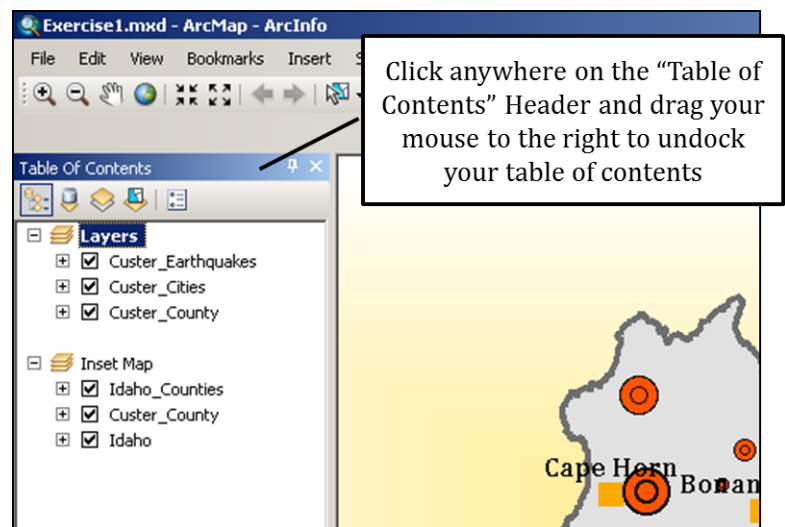 Exercise1.mxd - ArcMap - ArcInfo
File Edit View Bookmarks Insert
Click anywhere on the “Table of
Contents” Header and drag your
mouse to the right to undock
your table of contents
Table Of Contents
Layers
Custer_Earthquakes
Custer_Cities
Custer_County
Inset Map
Idaho_Counties
Custer_County
Idaho
Cape Horn
Bonan